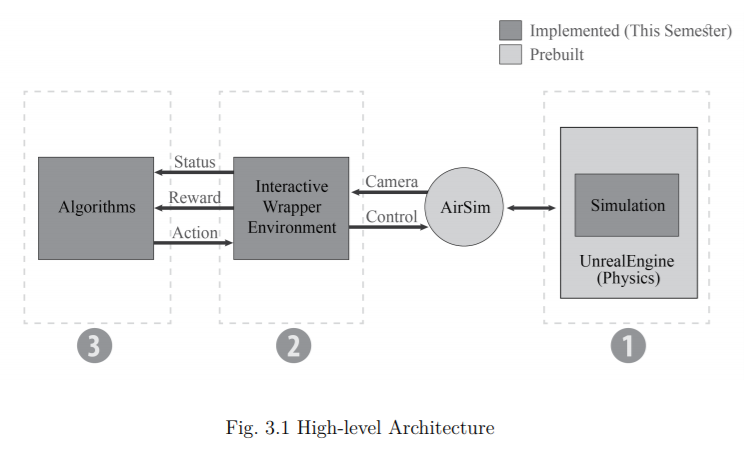 Implemented (This Semester)
Prebuilt
Status
Reward
Action
Algorithms
Interactive
Wrapper
Environment
Camera
Control
AirSim
Simulation
UnrealEngine
(Physics)
3
2
1
Fig. 3.1 High-level Architecture